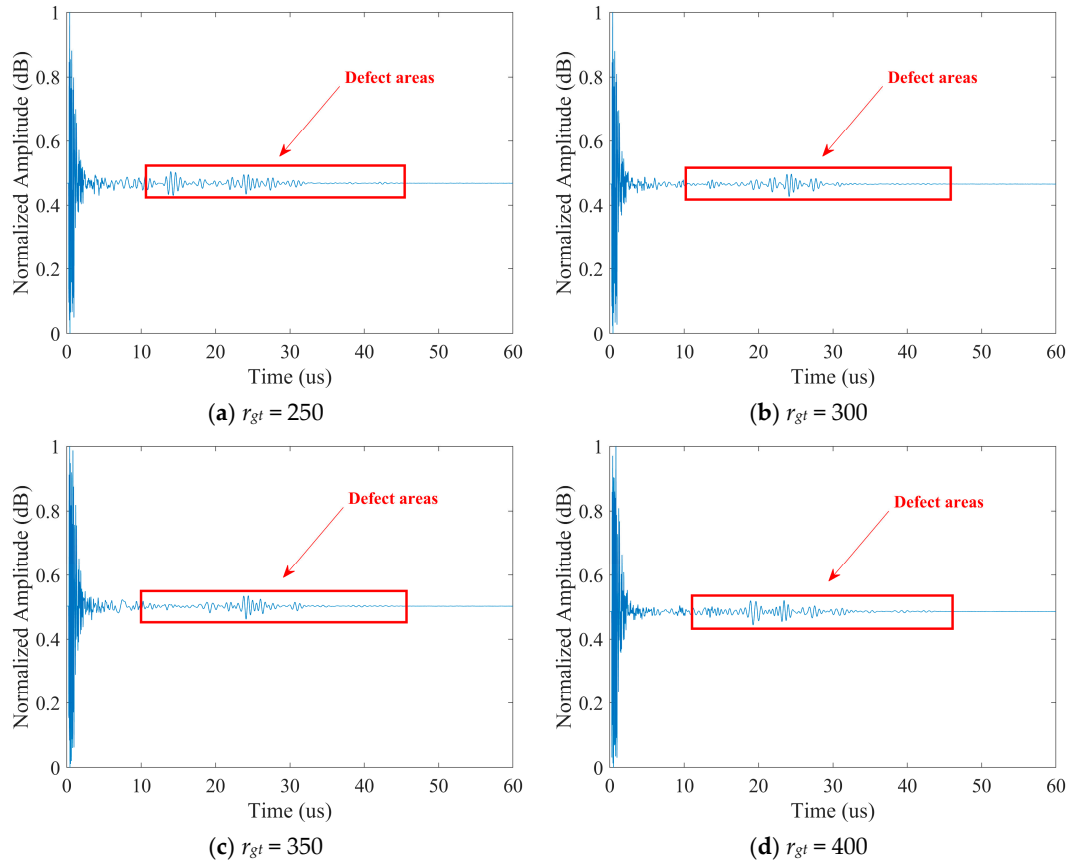 1
0.8
0.6
0.4
0.2
0
Normalized Amplitude (dB)
Defect areas
0 10 20 30 40 50 60
Time (us)
(a) rgt = 250
1
0.8
0.6
0.4
0.2
0
Normalized Amplitude (dB)
Defect areas
0 10 20 30 40 50 60
Time (us)
(b) rgt = 300
1
0.8
0.6
0.4
0.2
0
Normalized Amplitude (dB)
Defect areas
0 10 20 30 40 50 60
Time (us)
(c) rgt = 350
1
0.8
0.6
0.4
0.2
0
Normalized Amplitude (dB)
Defect areas
0 10 20 30 40 50 60
Time (us)
(d) rgt = 400